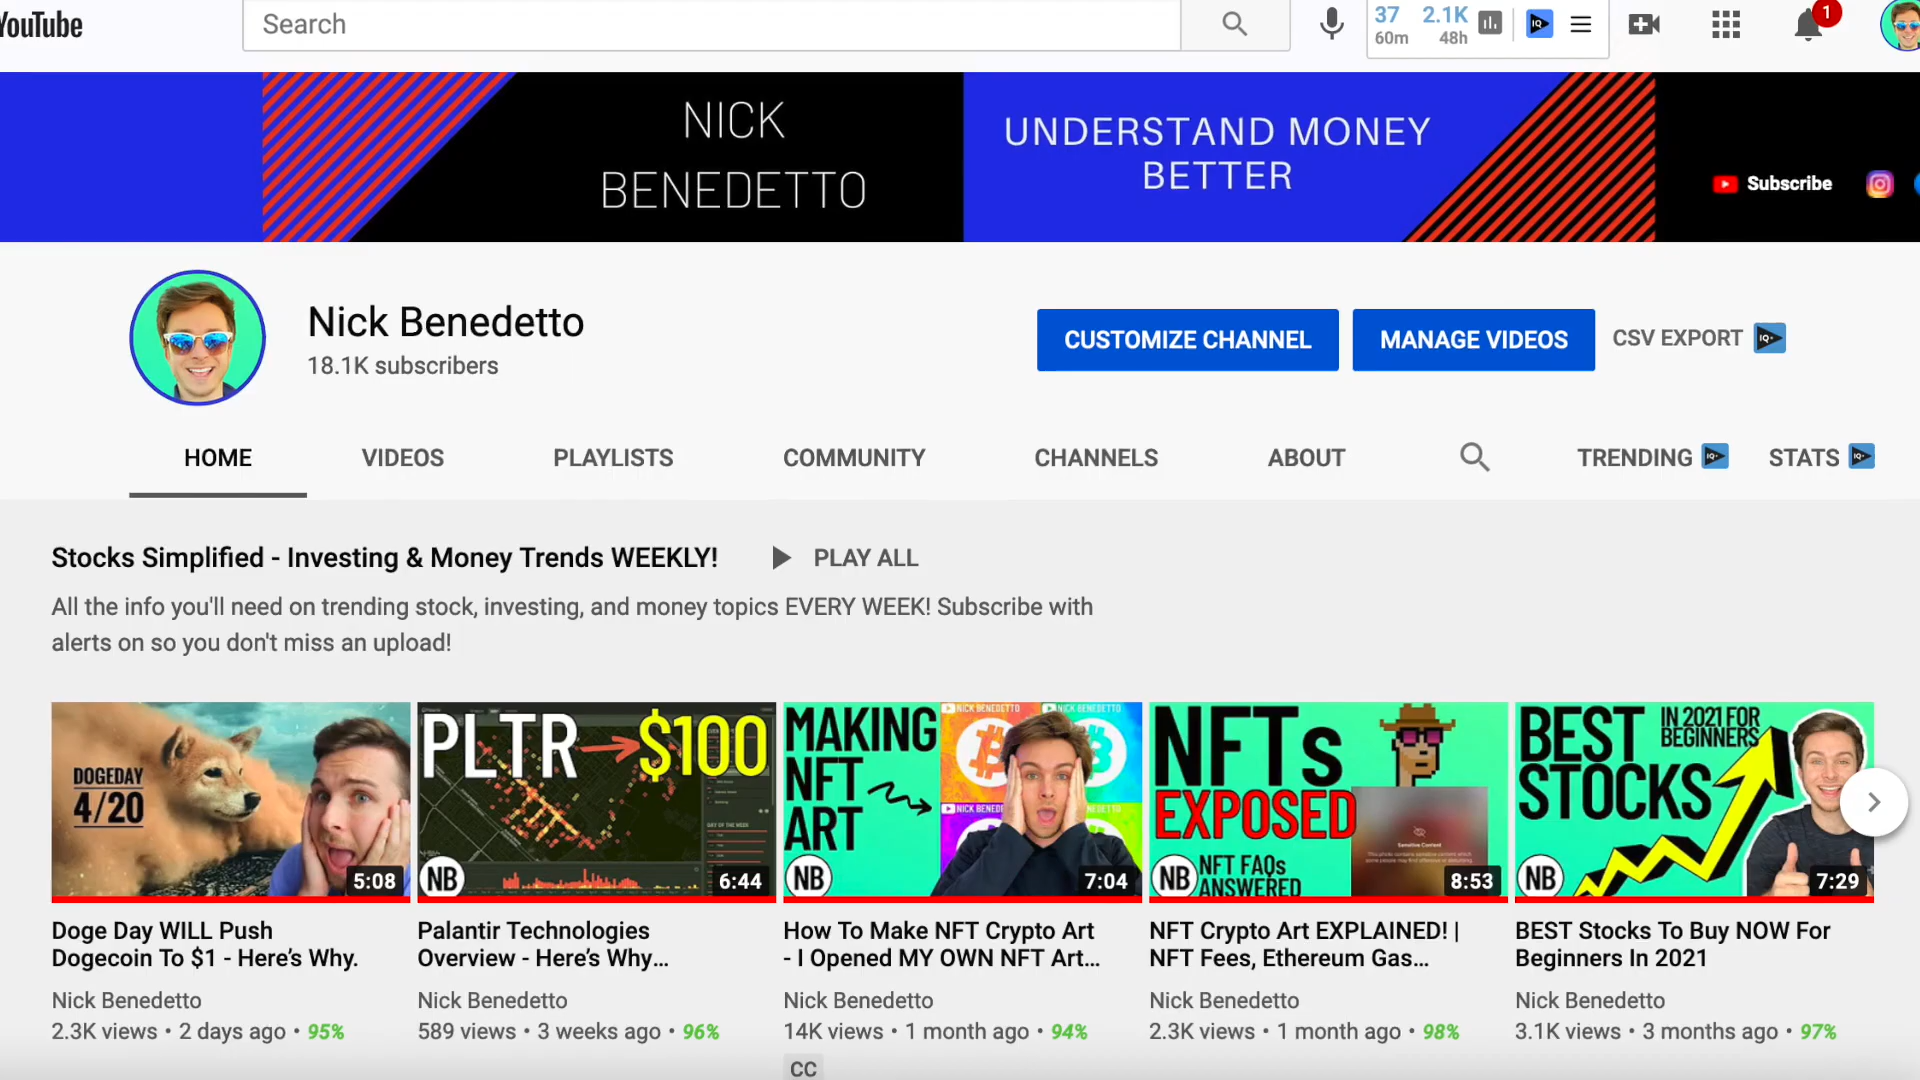 YouTube
Search
37
2.1K
60m
48h
1
NICK
BENEDETTO
UNDERSTAND MONEY
BETTER
Subscribe
Nick Benedetto
18.1K subscribers
CUSTOMIZE CHANNEL
MANAGE VIDEOS
CSV EXPORT
HOME
VIDEOS
PLAYLISTS
COMMUNITY
CHANNELS
ABOUT
TRENDING
STATS
Stocks Simplified - Investing & Money Trends WEEKLY!
PLAY ALL
All the info you'll need on trending stock, investing, and money topics EVERY WEEK! Subscribe with
alerts on so you don't miss an upload!
DOGEDAY
4/20
5:08
PLTR
$100
NB
6:44
MAKING
NFT
ART
NICK BENEDETTO
NICK BENEDETTO
NB
7:04
NFTs
EXPOSED
NFT FAQs
ANSWERED
Sensitive Content
NB
8:53
BEST
STOCKS
IN 2021 FOR
BEGINNERS
NB
7:29
Doge Day WILL Push
Dogecoin To $1 - Here’s Why.
Nick Benedetto
2.3K views • 2 days ago • 95%
Palantir Technologies
Overview - Here’s Why...
Nick Benedetto
589 views • 3 weeks ago • 96%
How To Make NFT Crypto Art
- I Opened MY OWN NFT Art...
Nick Benedetto
14K views • 1 month ago • 94%
CC
NFT Crypto Art EXPLAINED! |
NFT Fees, Ethereum Gas...
Nick Benedetto
2.3K views • 1 month ago • 98%
BEST Stocks To Buy NOW For
Beginners In 2021
Nick Benedetto
3.1K views • 3 months ago • 97%